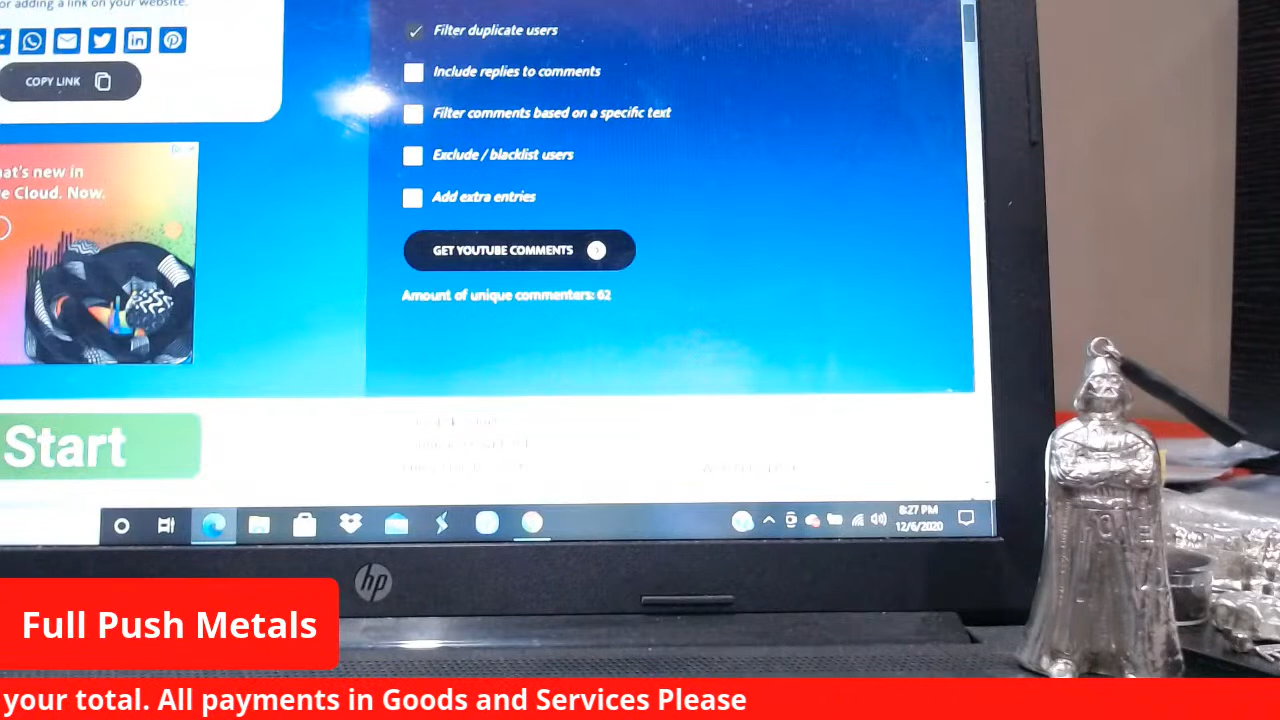 or adding a link on your website.
COPY LINK
hat's new in
e Cloud. Now.
Filter duplicate users
Include replies to comments
Filter comments based on a specific text
Exclude / blacklist users
Add extra entries
GET YOUTUBE COMMENTS
Amount of unique commenters: 62
Start
8:27 PM
12/6/2020
hp
Full Push Metals
your total. All payments in Goods and Services Please